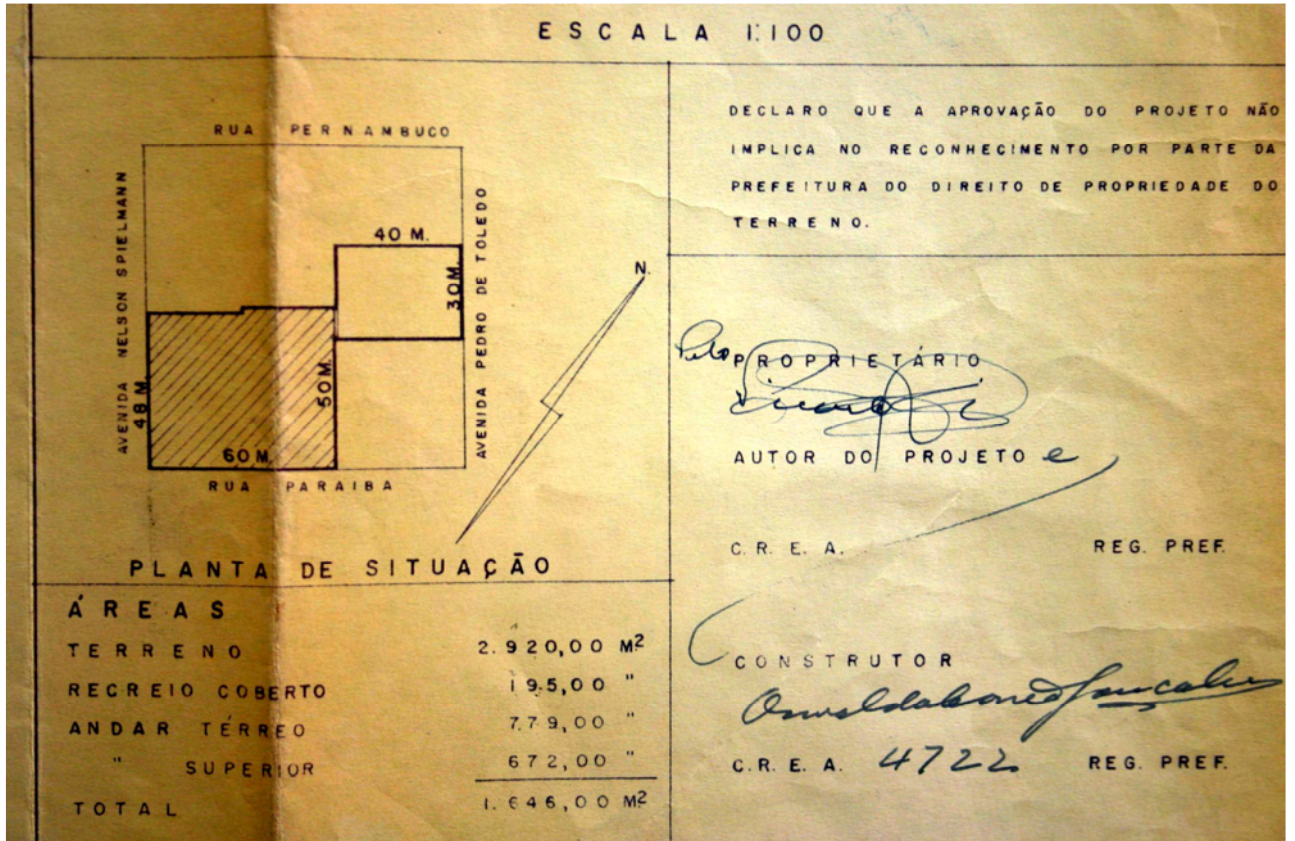 ESCALA 1:100
RUA PERNAMBUCO
AVENIDA NELSON SPIELMANN
AVENIDA PEDRO DE TOLEDO
40 M.
30M.
N.
48 M
50M.
60 M.
RUA PARAIBA
PLANTA DE SITUAÇÃO
ÁREAS
TERRENO 2.920,00 M²
RECREIO COBERTO 195,00 "
ANDAR TÉRREO 779,00 "
" SUPERIOR 672,00 "
TOTAL 1.646,00 M²
DECLARO QUE A APROVAÇÃO DO PROJETO NÃO
IMPLICA NO RECONHECIMENTO POR PARTE DA
PREFEITURA DO DIREITO DE PROPRIEDADE DO
TERRENO.
Pelo PROPRIETÁRIO
AUTOR DO PROJETO e
C. R. E. A. REG. PREF.
CONSTRUTOR
C. R. E. A. 4722 REG. PREF.